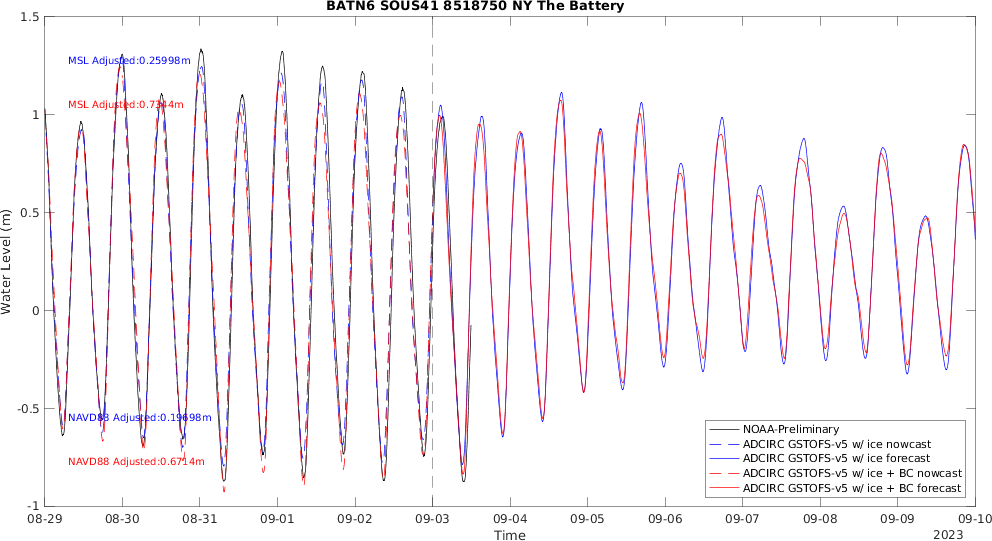 BATN6 SOUS41 8518750 NY The Battery
1.5
1
0.5
0
-0.5
-1
Water Level (m)
MSL Adjusted:0.25998m
MSL Adjusted:0.7344m
NAVD88 Adjusted:0.19698m
NAVD88 Adjusted:0.6714m
NOAA-Preliminary
ADCIRC GSTOFS-v5 w/ ice nowcast
ADCIRC GSTOFS-v5 w/ ice forecast
ADCIRC GSTOFS-v5 w/ ice + BC nowcast
ADCIRC GSTOFS-v5 w/ ice + BC forecast
08-29 08-30 08-31 09-01 09-02 09-03 09-04 09-05 09-06 09-07 09-08 09-09 09-10
Time
2023